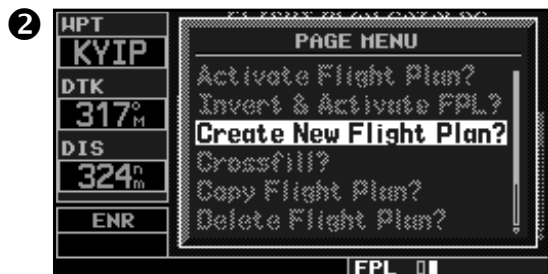 2
WPT
KYIP
DTK
317°M
DIS
324nm
ENR
PAGE MENU
Activate Flight Plan?
Invert & Activate FPL?
Create New Flight Plan?
Crossfill?
Copy Flight Plan?
Delete Flight Plan?
FPL